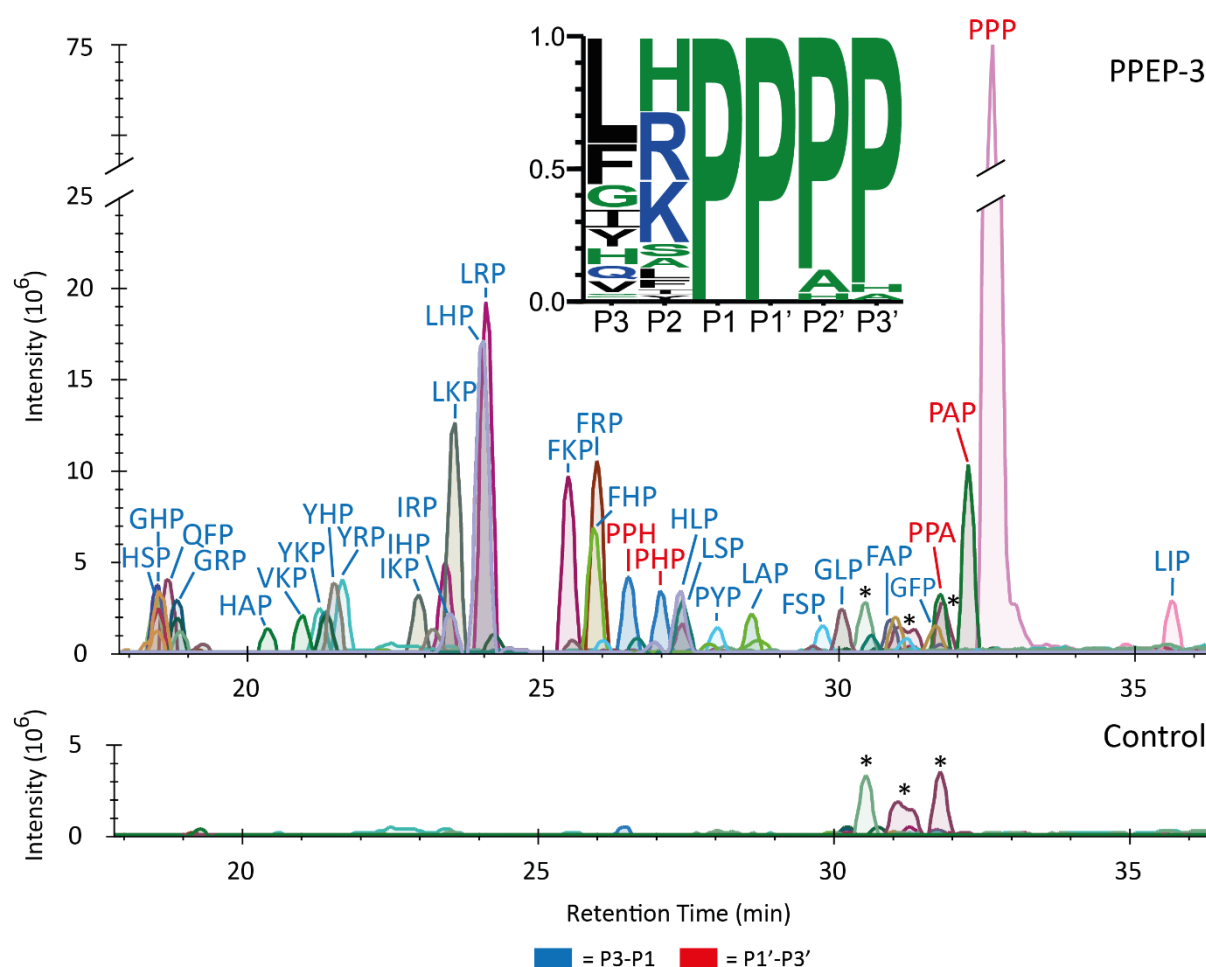 PPP
75
PPEP-3
1.0
0.5
0.0
L F G I Y H Q V
H R K S A L F I Y
P
P
P A H
P H A
P3 P2 P1 P1' P2' P3'
25
20
15
10
5
0
Intensity (10⁶)
LRP
LHP
LKP
FRP
FKP
FHP
PPH
PHP
HLP
LSP
PYP
LAP
FSP
GLP
*
FAP
*
GFP
PPA
*
PAP
LIP
GHP
HSP
QFP
GRP
HAP
VKP
YKP
YHP
YRP
IRP
IHP
IKP
20 25 30 35
Control
5
0
Intensity (10⁶)
* * *
20 25 30 35
Retention Time (min)
= P3-P1 = P1'-P3'